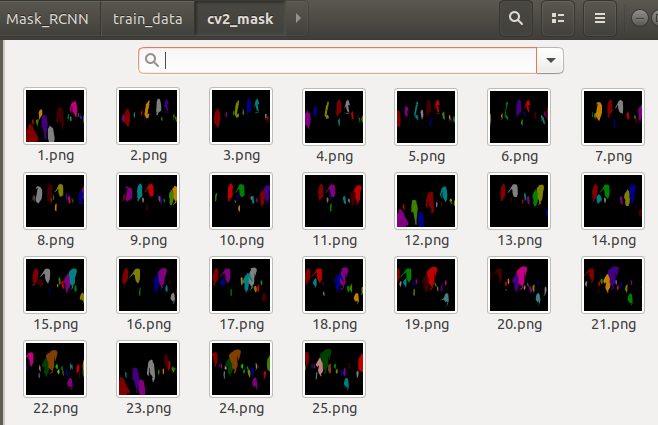 Mask_RCNN train_data cv2_mask
1.png 2.png 3.png 4.png 5.png 6.png 7.png
8.png 9.png 10.png 11.png 12.png 13.png 14.png
15.png 16.png 17.png 18.png 19.png 20.png 21.png
22.png 23.png 24.png 25.png